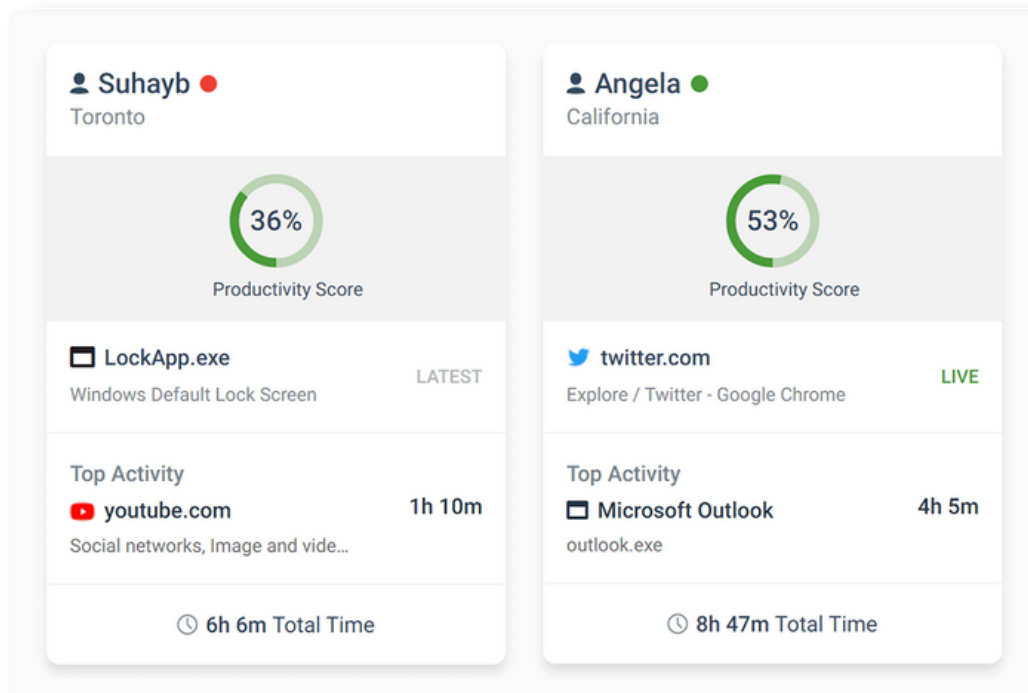 Suhayb
Toronto
36%
Productivity Score
LockApp.exe
Windows Default Lock Screen
LATEST
Top Activity
youtube.com
1h 10m
Social networks, Image and vide...
6h 6m Total Time
Angela
California
53%
Productivity Score
twitter.com
Explore / Twitter - Google Chrome
LIVE
Top Activity
Microsoft Outlook
4h 5m
outlook.exe
8h 47m Total Time